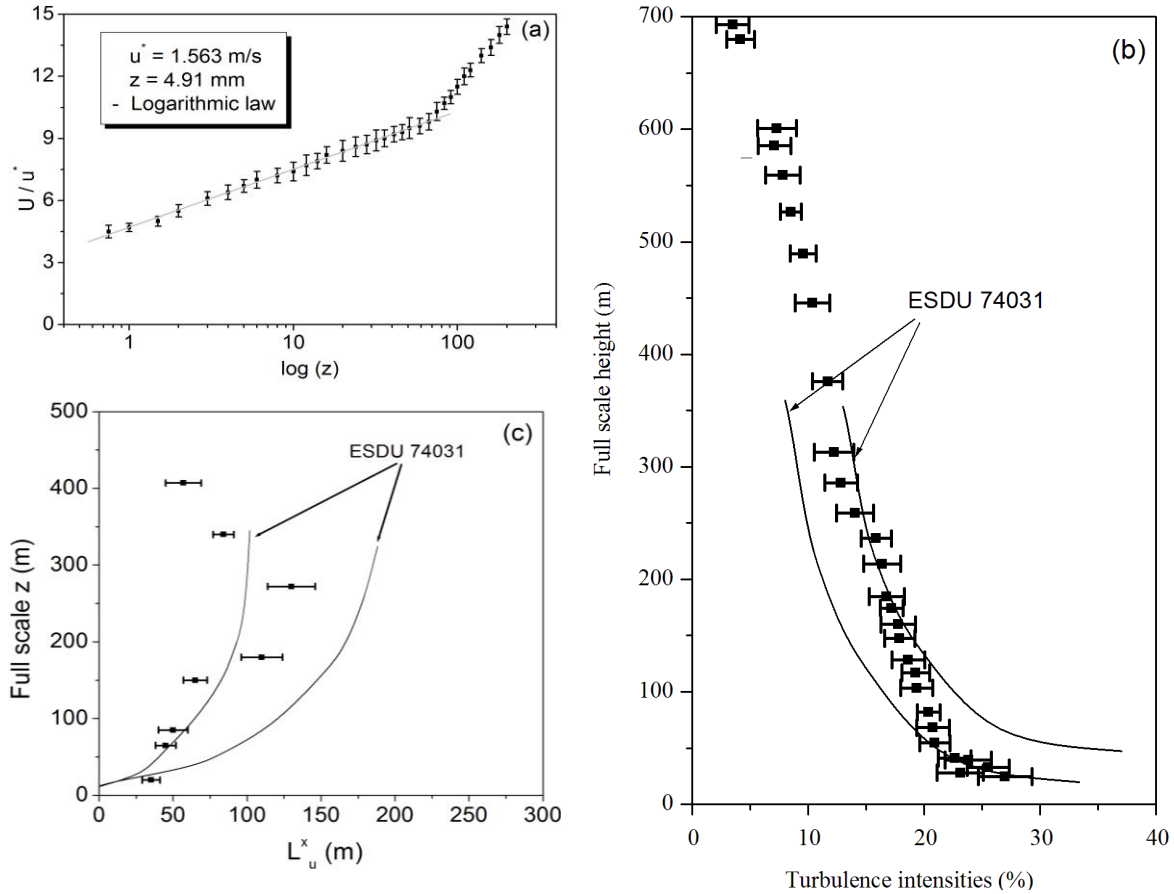 (a)
15
12
9
6
3
0
U / u*
u* = 1.563 m/s
z = 4.91 mm
- Logarithmic law
1 10 100
log (z)
(b)
700
600
500
400
300
200
100
0
Full scale height (m)
ESDU 74031
0 10 20 30 40
Turbulence intensities (%)
(c)
500
400
300
200
100
0
Full scale z (m)
ESDU 74031
0 50 100 150 200 250 300
L_u^x (m)